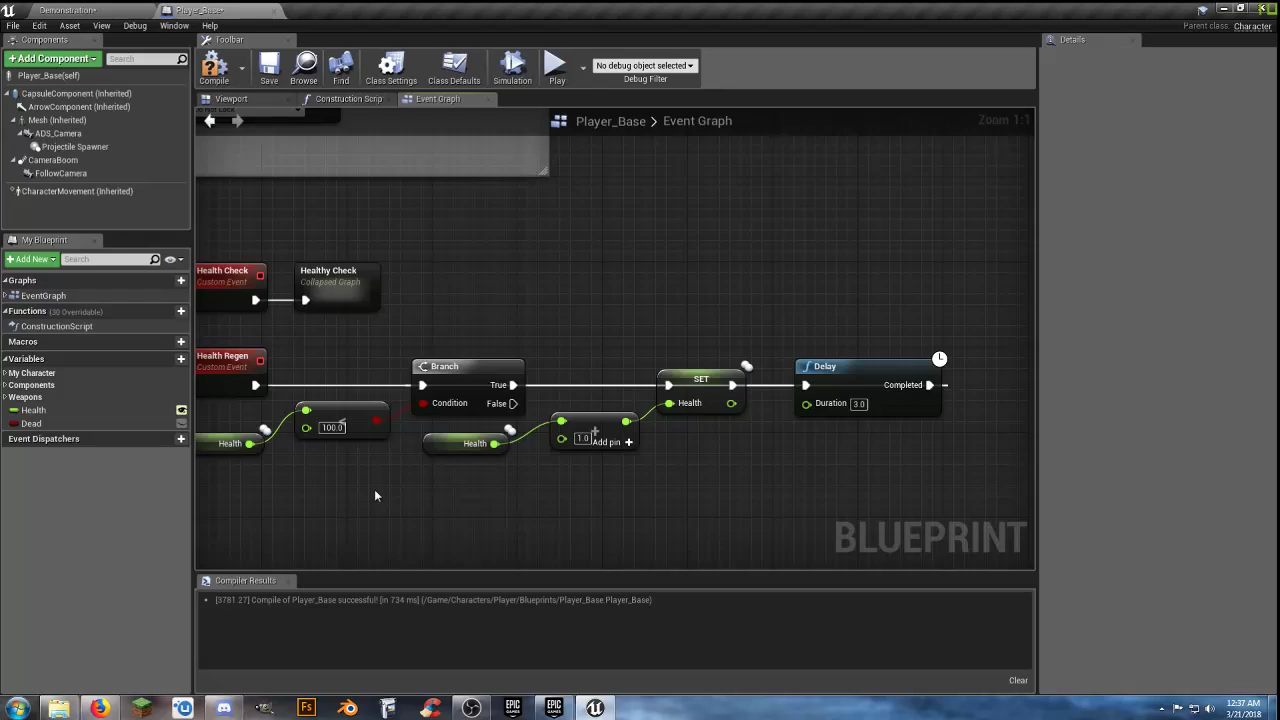 Demonstration*
Player_Base*
File Edit Asset View Debug Window Help
Parent class: Character
Components
Toolbar
Details
+ Add Component
Search
Player_Base(self)
CapsuleComponent (Inherited)
ArrowComponent (Inherited)
Mesh (Inherited)
ADS_Camera
Projectile Spawner
CameraBoom
FollowCamera
CharacterMovement (Inherited)
Compile
Save
Browse
Find
Class Settings
Class Defaults
Simulation
Play
No debug object selected
Debug Filter
Viewport
Construction Scrip
Event Graph
Player_Base > Event Graph
Zoom 1:1
My Blueprint
+ Add New
Search
Graphs
EventGraph
Functions (30 Overridable)
ConstructionScript
Macros
Variables
My Character
Components
Weapons
Health
Dead
Event Dispatchers
Health Check
Custom Event
Healthy Check
Collapsed Graph
Health Regen
Custom Event
Health
<
100.0
Branch
True
Condition
False
Health
1.0
+
Add pin +
SET
Health
Delay
Completed
Duration 3.0
BLUEPRINT
Compiler Results
[3781.27] Compile of Player_Base successful! [in 734 ms] (/Game/Characters/Player/Blueprints/Player_Base.Player_Base)
Clear
Fs
EPIC
GAMES
EPIC
GAMES
12:37 AM
3/21/2018